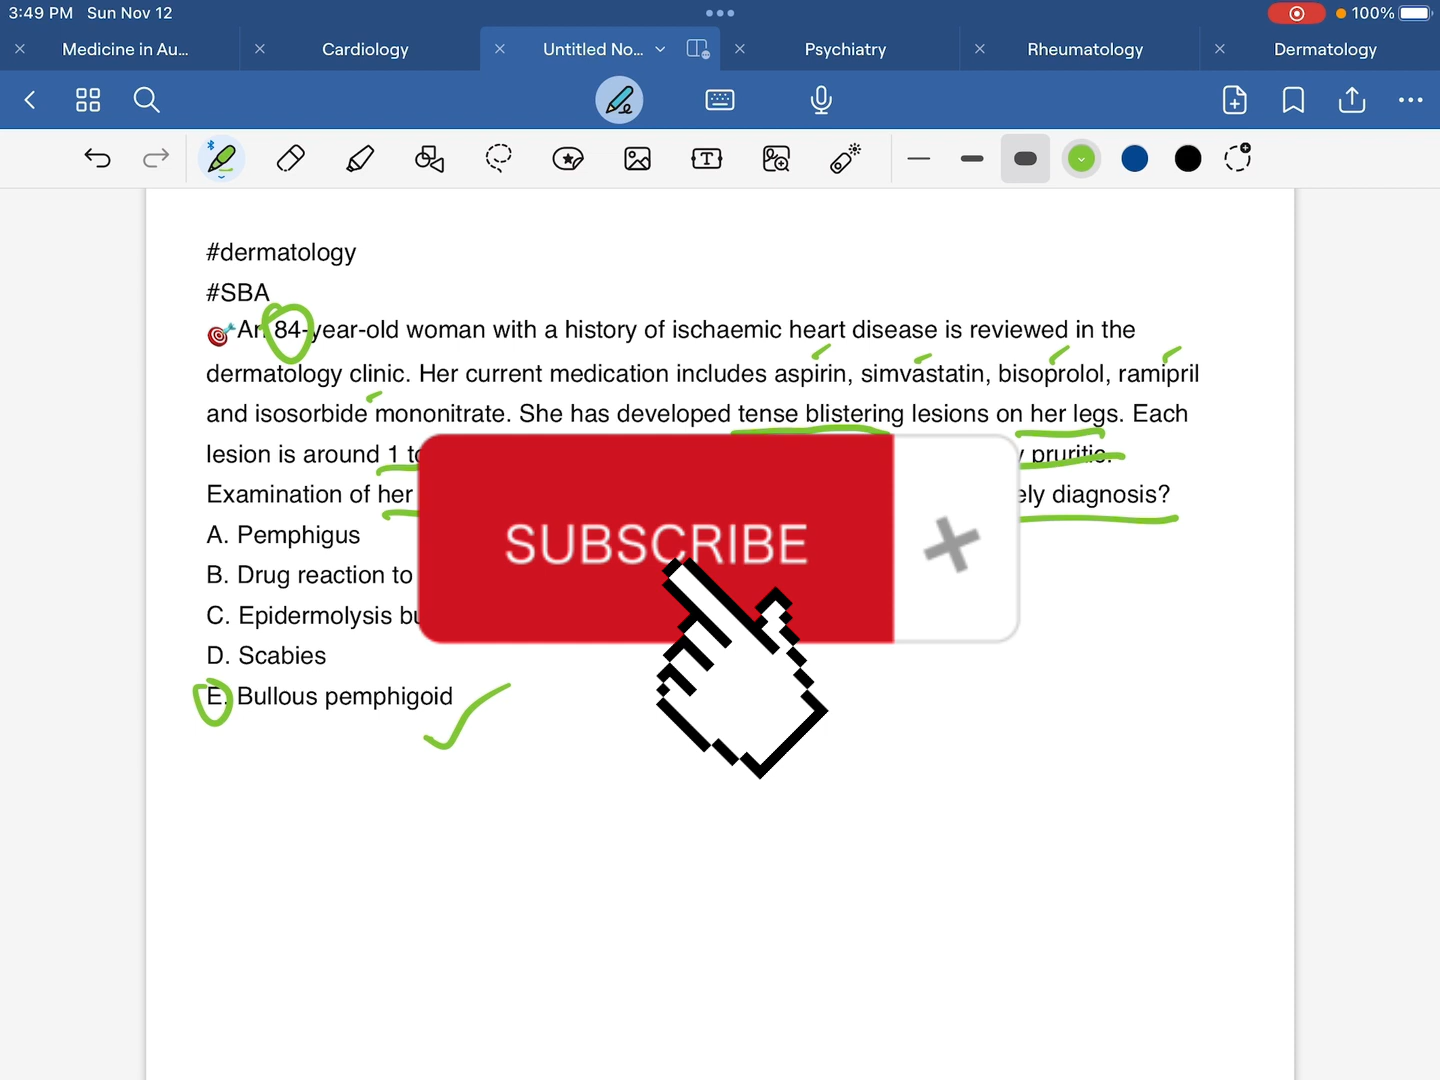 3:49 PM Sun Nov 12
100%
Medicine in Au...
Cardiology
Untitled No...
Psychiatry
Rheumatology
Dermatology
#dermatology
#SBA
An 84-year-old woman with a history of ischaemic heart disease is reviewed in the
dermatology clinic. Her current medication includes aspirin, simvastatin, bisoprolol, ramipril
and isosorbide mononitrate. She has developed tense blistering lesions on her legs. Each
lesion is around 1 pruritic.
Examination of her diagnosis?
A. Pemphigus
B. Drug reaction to
C. Epidermolysis
D. Scabies
E. Bullous pemphigoid
SUBSCRIBE